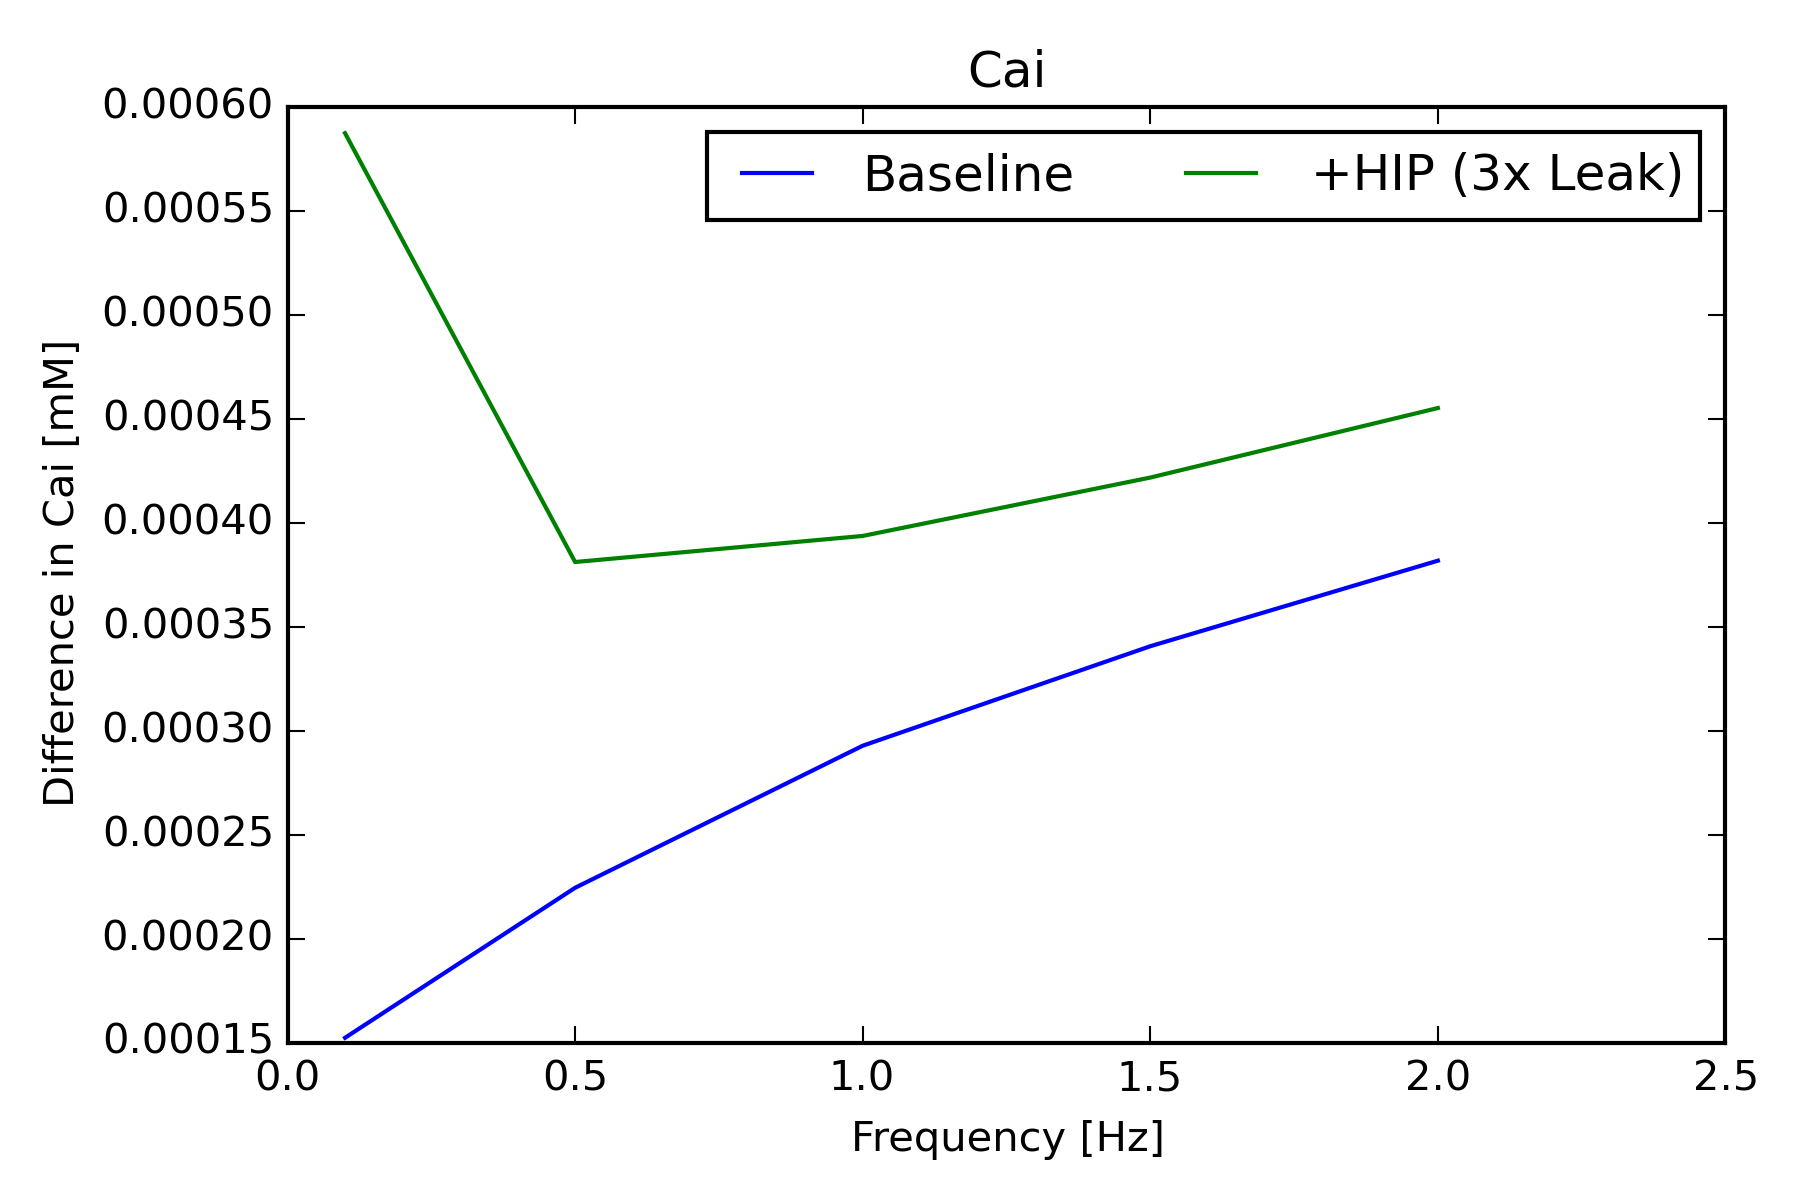 Cai
Baseline
+HIP (3x Leak)
0.00060
0.00055
0.00050
0.00045
0.00040
0.00035
0.00030
0.00025
0.00020
0.00015
Difference in Cai [mM]
0.0 0.5 1.0 1.5 2.0 2.5
Frequency [Hz]